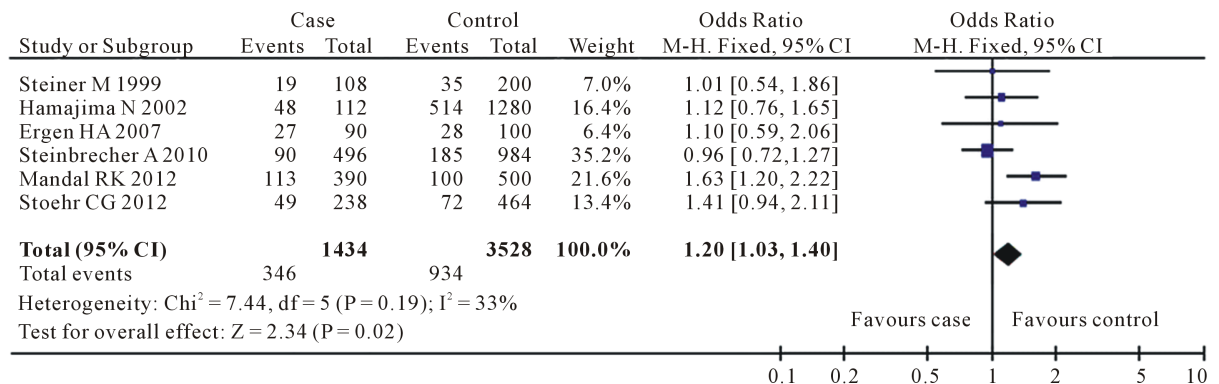 Case Control Odds Ratio Odds Ratio
Study or Subgroup Events Total Events Total Weight M-H. Fixed, 95% CI M-H. Fixed, 95% CI
Steiner M 1999 19 108 35 200 7.0% 1.01 [0.54, 1.86]
Hamajima N 2002 48 112 514 1280 16.4% 1.12 [0.76, 1.65]
Ergen HA 2007 27 90 28 100 6.4% 1.10 [0.59, 2.06]
Steinbrecher A 2010 90 496 185 984 35.2% 0.96 [0.72,1.27]
Mandal RK 2012 113 390 100 500 21.6% 1.63 [1.20, 2.22]
Stoehr CG 2012 49 238 72 464 13.4% 1.41 [0.94, 2.11]
Total (95% CI) 1434 3528 100.0% 1.20 [1.03, 1.40]
Total events 346 934
Heterogeneity: Chi² = 7.44, df = 5 (P = 0.19); I² = 33%
Test for overall effect: Z = 2.34 (P = 0.02)
Favours case Favours control
0.1 0.2 0.5 1 2 5 10